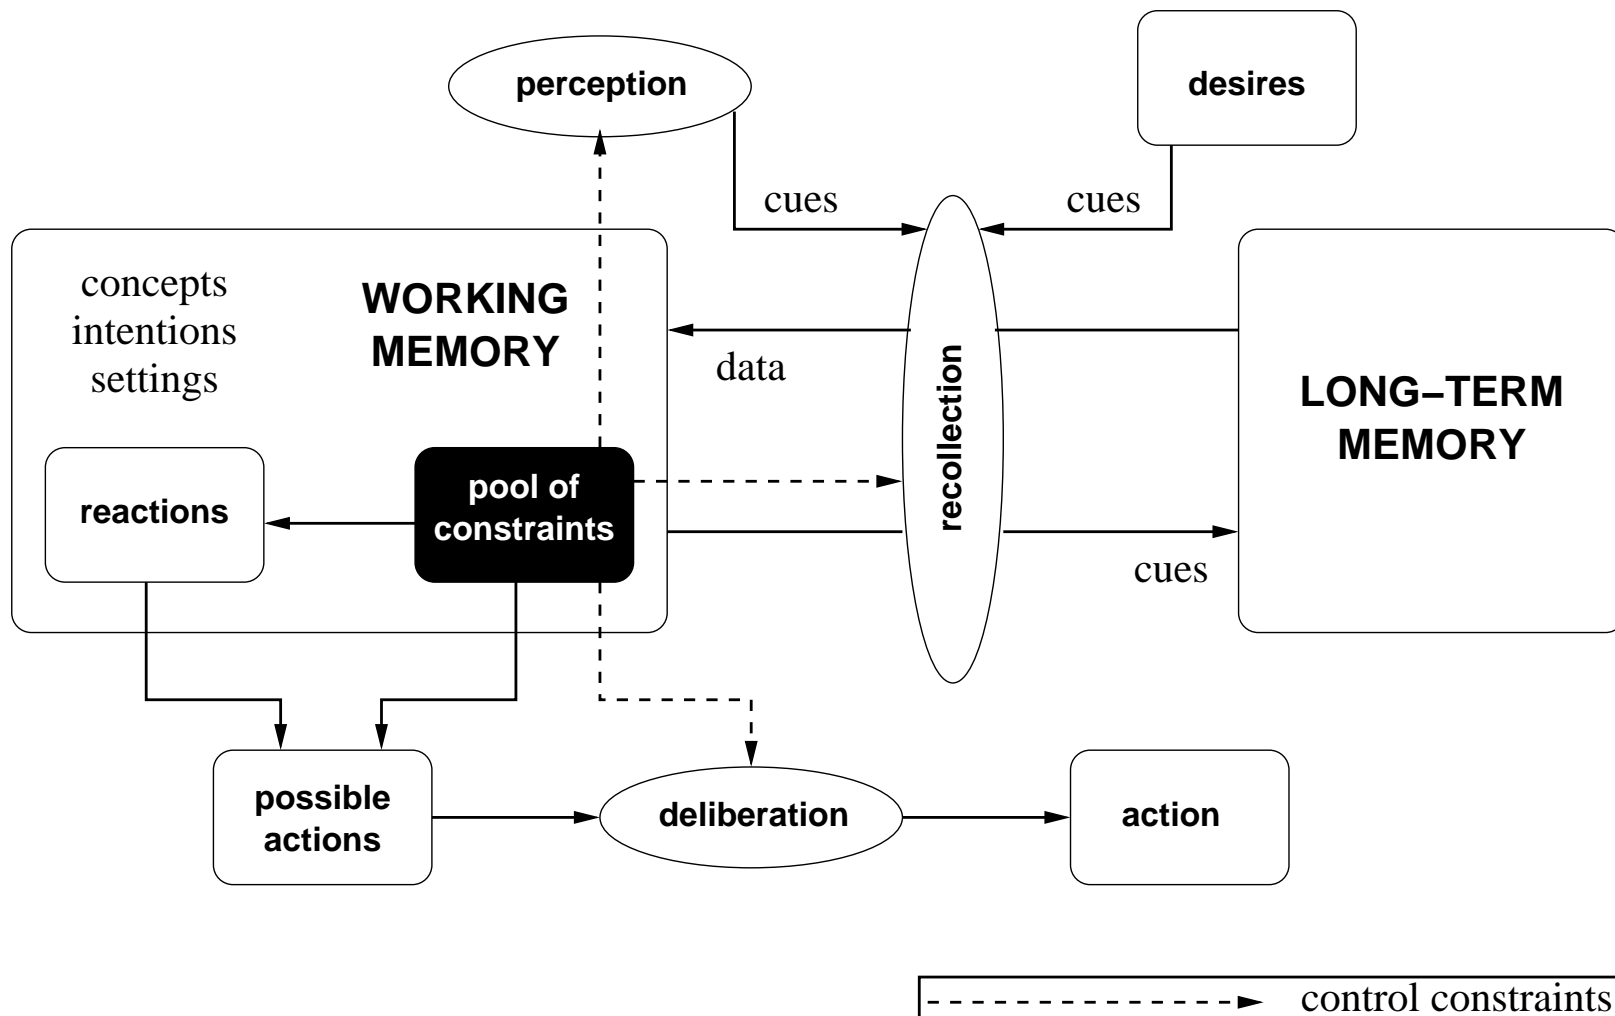 perception
desires
cues
cues
concepts
intentions
settings
WORKING
MEMORY
data
recollection
LONG–TERM
MEMORY
reactions
pool of
constraints
cues
possible
actions
deliberation
action
control constraints